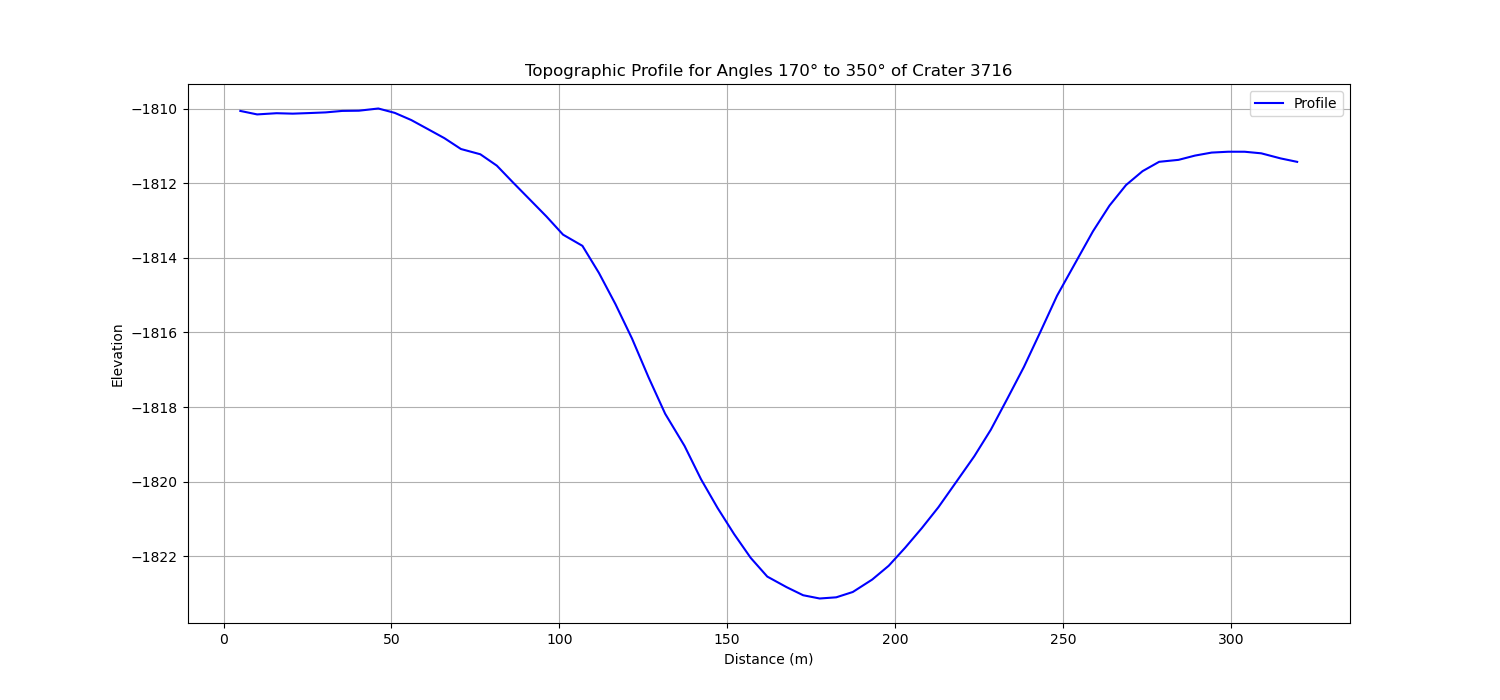 Topographic Profile for Angles 170° to 350° of Crater 3716
Profile
−1810
−1812
−1814
−1816
−1818
−1820
−1822
Elevation
0 50 100 150 200 250 300
Distance (m)